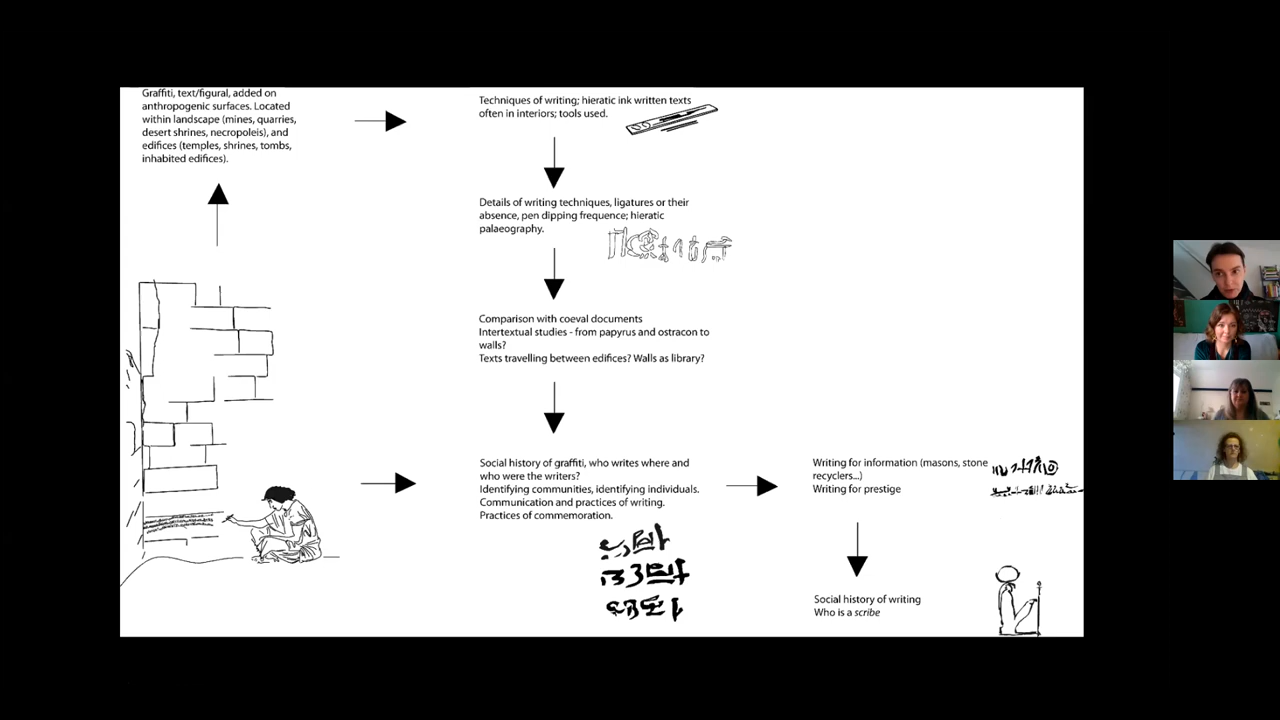 Graffiti, text/figural, added on
anthropogenic surfaces. Located
within landscape (mines, quarries,
desert shrines, necropoleis), and
edifices (temples, shrines, tombs,
inhabited edifices).
Techniques of writing; hieratic ink written texts
often in interiors; tools used.
Details of writing techniques, ligatures or their
absence, pen dipping frequence; hieratic
palaeography.
Comparison with coeval documents
Intertextual studies - from papyrus and ostracon to
walls?
Texts travelling between edifices? Walls as library?
Social history of graffiti, who writes where and
who were the writers?
Identifying communities, identifying individuals.
Communication and practices of writing.
Practices of commemoration.
Writing for information (masons, stone
recyclers...)
Writing for prestige
Social history of writing
Who is a scribe